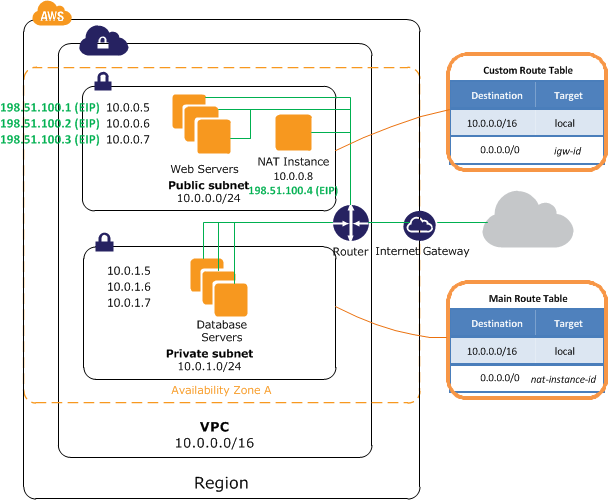 AWS
198.51.100.1 (EIP) 10.0.0.5
198.51.100.2 (EIP) 10.0.0.6
198.51.100.3 (EIP) 10.0.0.7
Web Servers
Public subnet
10.0.0.0/24
NAT Instance
10.0.0.8
198.51.100.4 (EIP)
Custom Route Table
Destination Target
10.0.0.0/16 local
0.0.0.0/0 igw-id
Router
Internet Gateway
10.0.1.5
10.0.1.6
10.0.1.7
Database
Servers
Private subnet
10.0.1.0/24
Main Route Table
Destination Target
10.0.0.0/16 local
0.0.0.0/0 nat-instance-id
Availability Zone A
VPC
10.0.0.0/16
Region